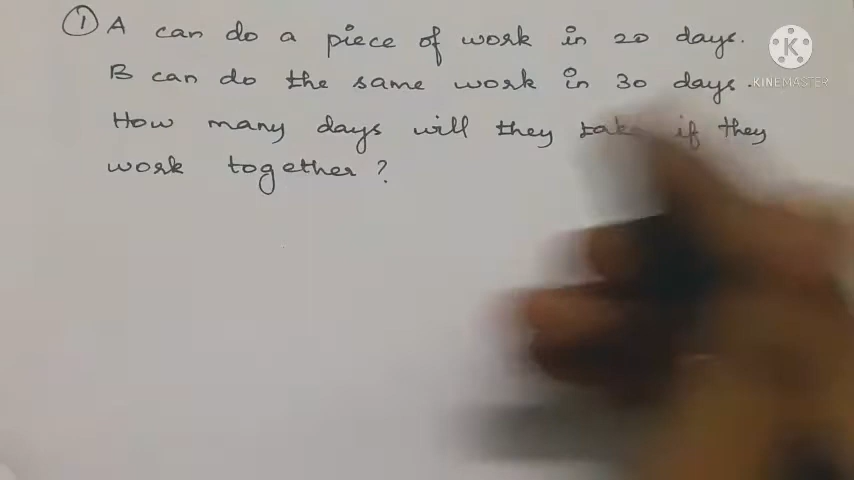 ① A can do a piece of work in 20 days.
B can do the same work in 30 days.
How many days will they take if they
work together?
K
KINEMASTER